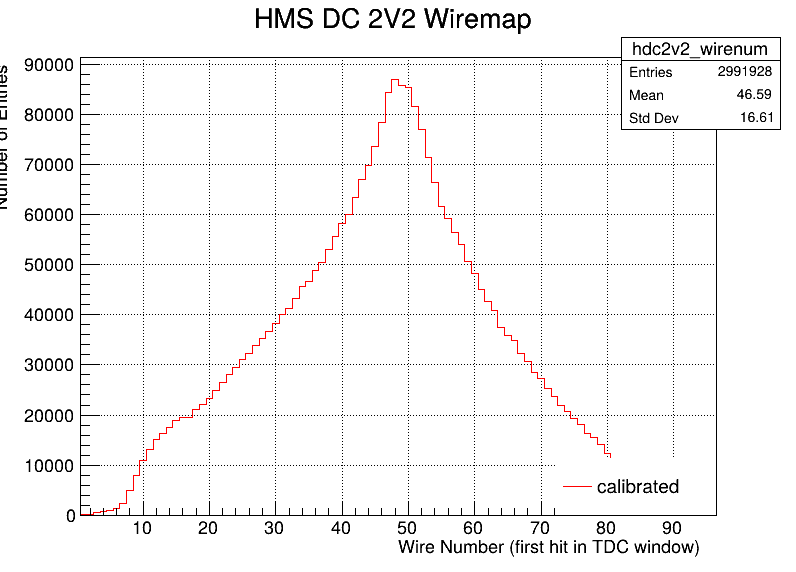 HMS DC 2V2 Wiremap
hdc2v2_wirenum
Entries 2991928
Mean 46.59
Std Dev 16.61
Number of Entries
90000
80000
70000
60000
50000
40000
30000
20000
10000
0
calibrated
10 20 30 40 50 60 70 80 90
Wire Number (first hit in TDC window)